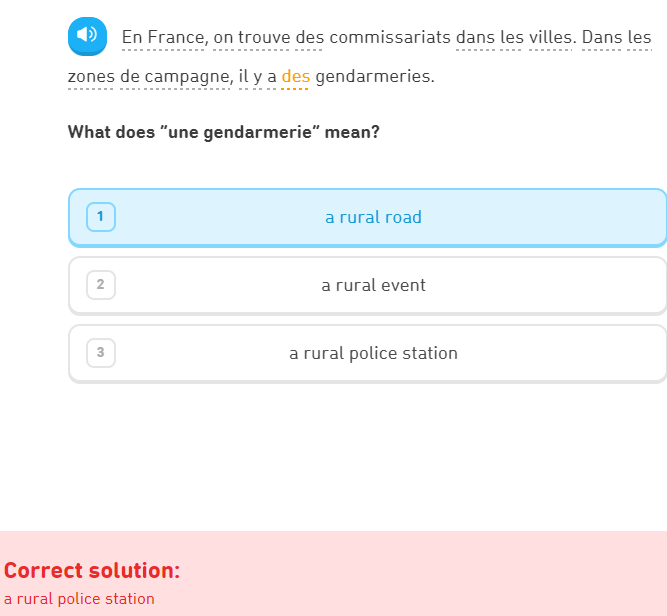 En France, on trouve des commissariats dans les villes. Dans les
zones de campagne, il y a des gendarmeries.
What does "une gendarmerie" mean?
1 a rural road
2 a rural event
3 a rural police station
Correct solution:
a rural police station